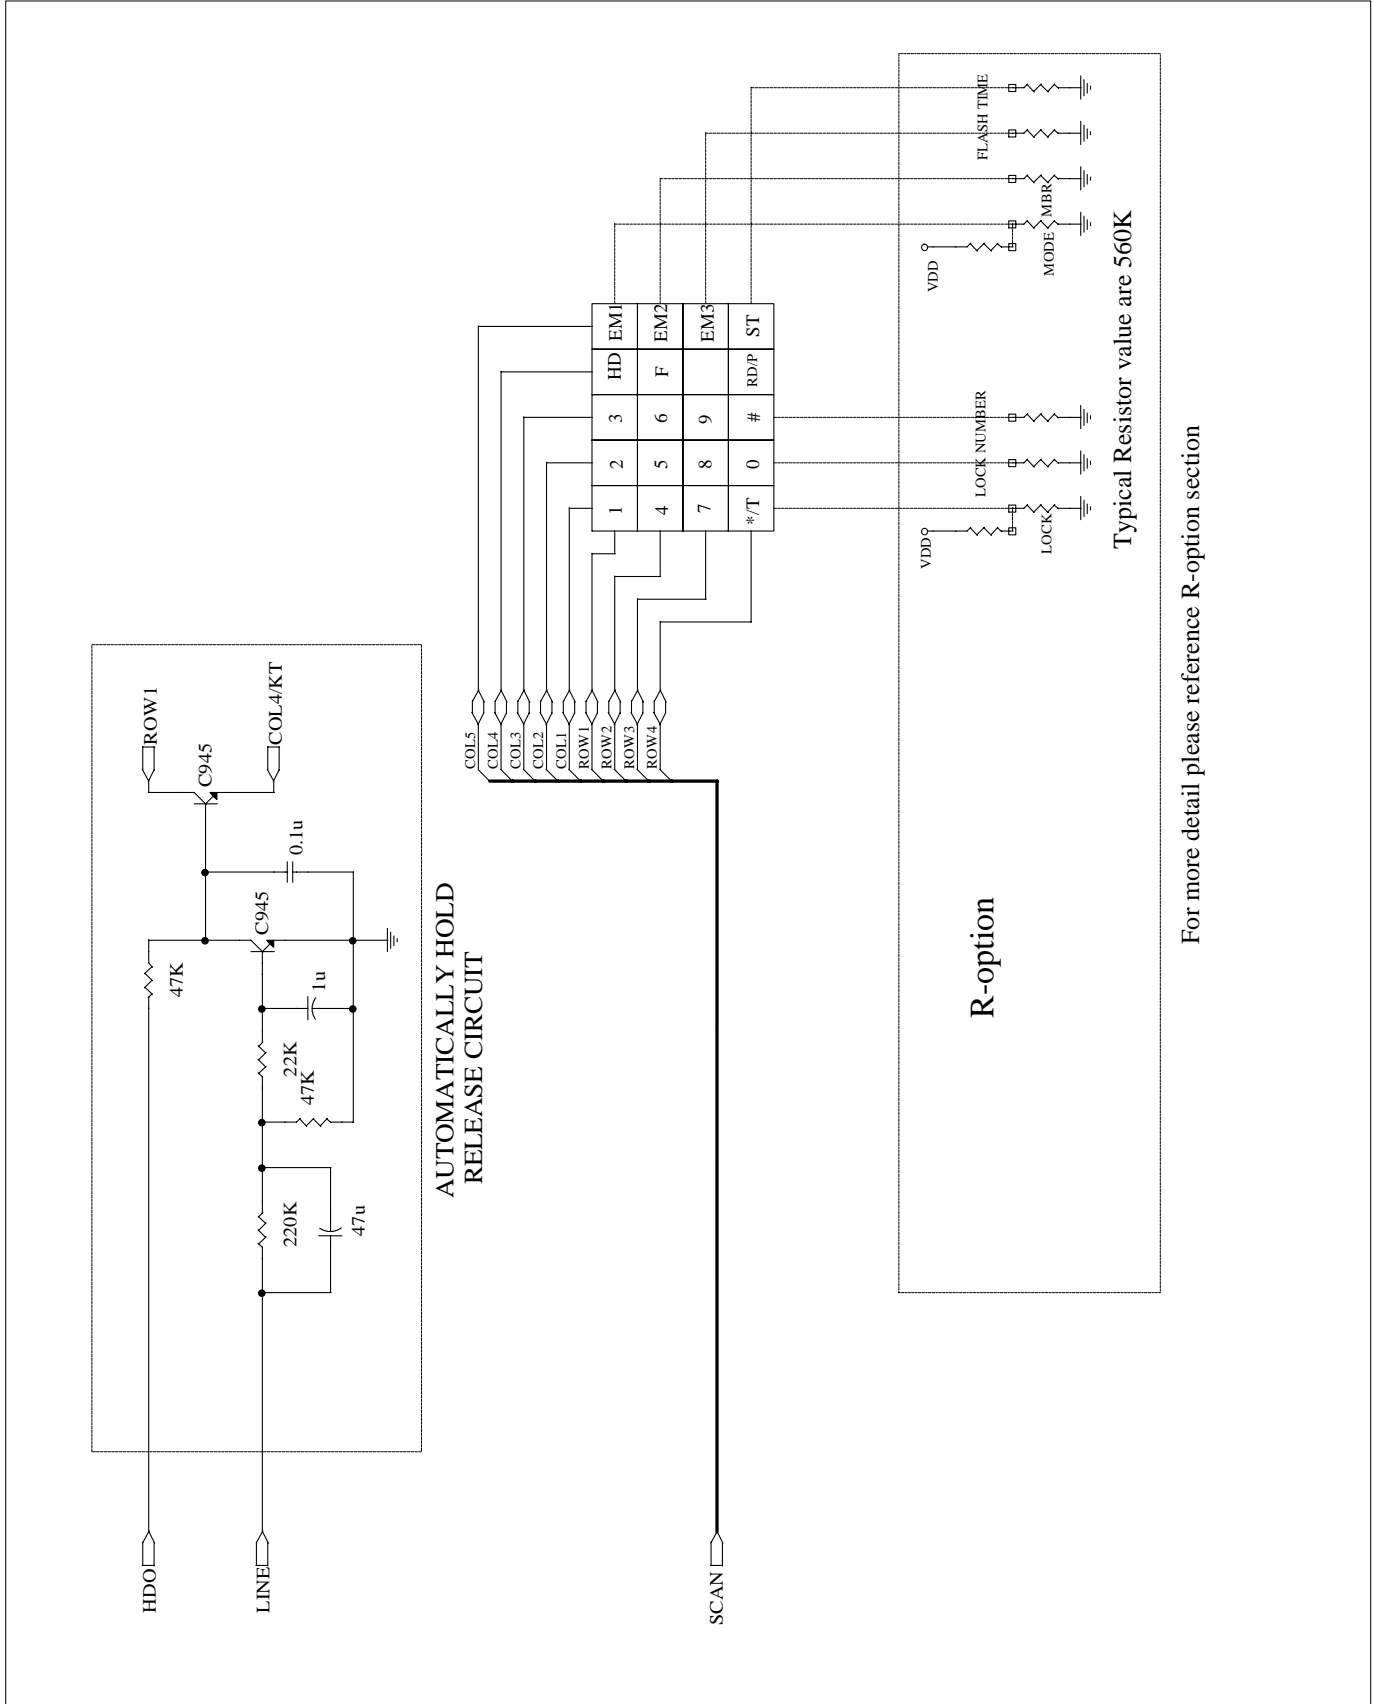 HDO
LINE
47K
220K
47u
22K
47K
1u
C945
0.1u
C945
ROW1
COL4/KT
AUTOMATICALLY HOLD
RELEASE CIRCUIT
SCAN
COL5
COL4
COL3
COL2
COL1
ROW1
ROW2
ROW3
ROW4
1 2 3 HD EM1
4 5 6 F EM2
7 8 9 EM3
*/T 0 # RD/P ST
R-option
VDD
LOCK
LOCK NUMBER
VDD
MODE
MBR
FLASH TIME
Typical Resistor value are 560K
For more detail please reference R-option section